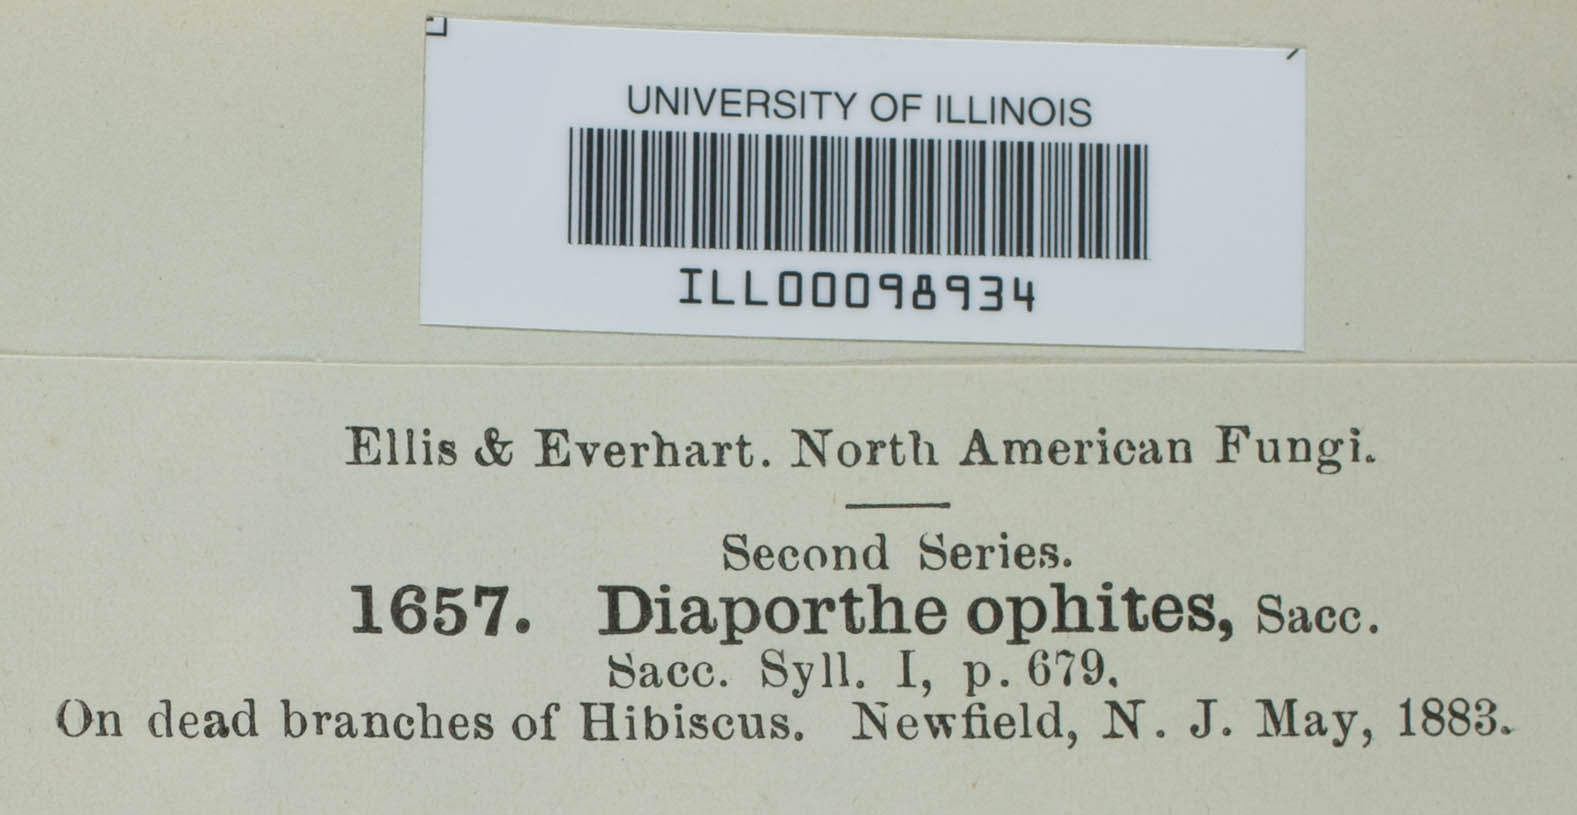 UNIVERSITY OF ILLINOIS
ILL00098934
Ellis & Everhart. North American Fungi.
Second Series.
1657. Diaporthe ophites, Sacc.
Sacc. Syll. I, p. 679.
On dead branches of Hibiscus. Newfield, N. J. May, 1883.